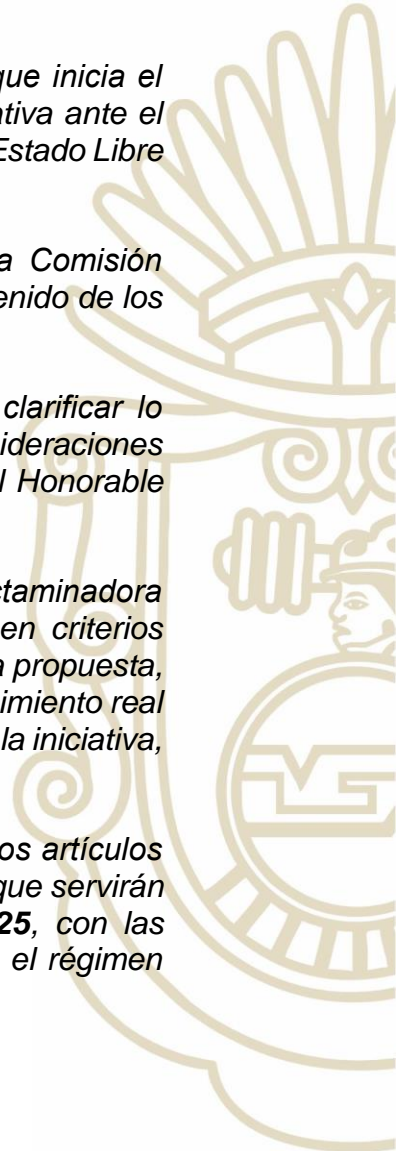 que inicia el
ativa ante el
Estado Libre
a Comisión
enido de los
clarificar lo
sideraciones
l Honorable
ctaminadora
en criterios
a propuesta,
imiento real
la iniciativa,
os artículos
que servirán
25, con las
el régimen